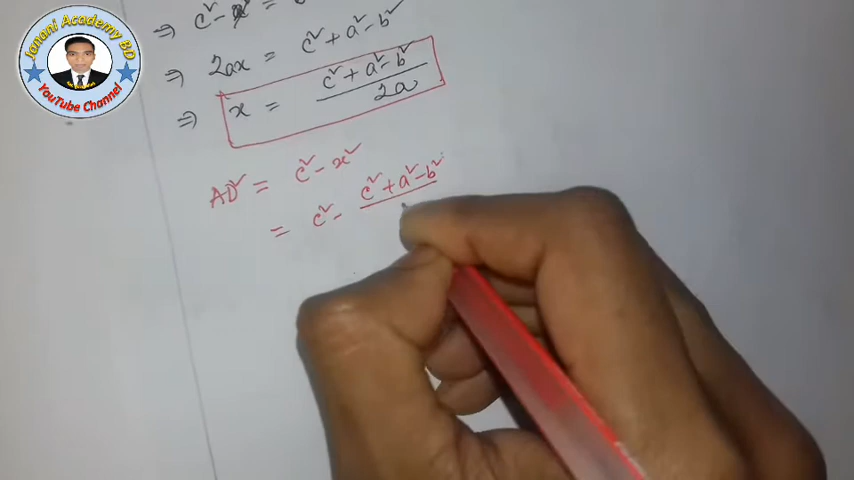 Janani Academy BD
YouTube Channel
⇒ c² - x² =
⇒ 2ax = c² + a² - b²
⇒ x = (c² + a² - b²) / 2a
AD² = c² - x²
= c² - (c² + a² - b²) /